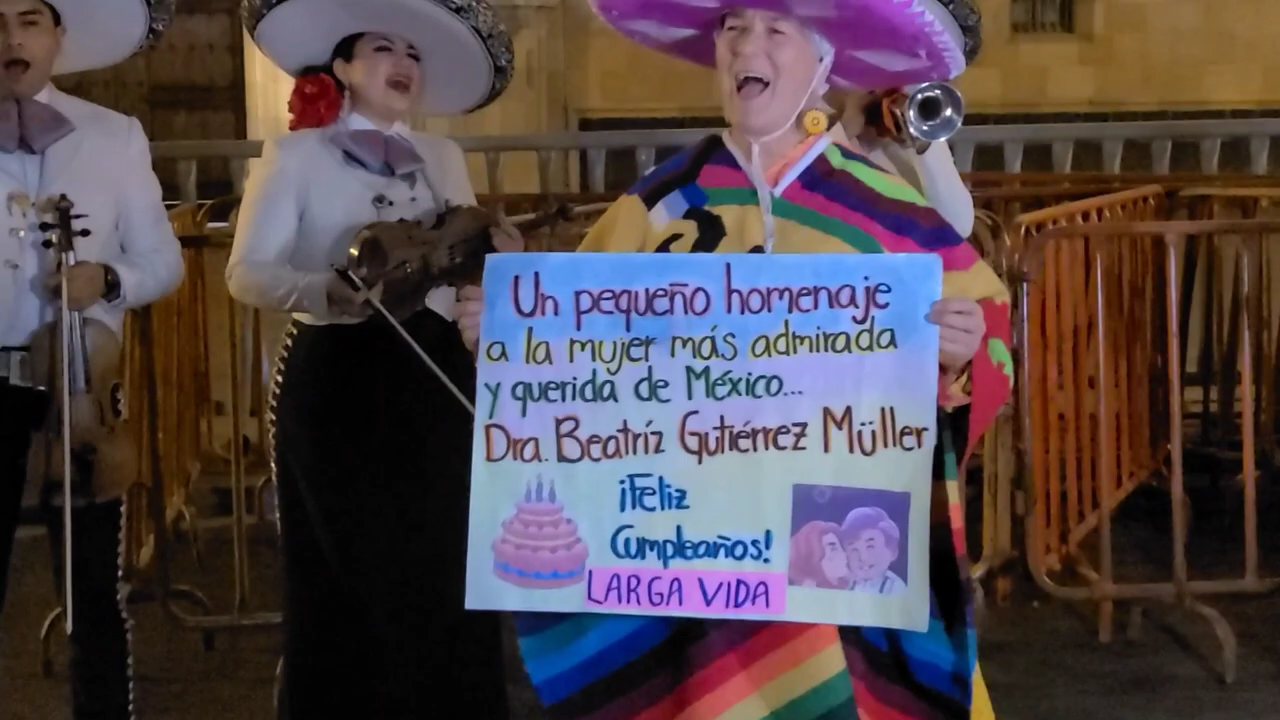 Un pequeño homenaje
a la mujer más admirada
y querida de México...
Dra. Beatríz Gutiérrez Müller
¡Feliz
Cumpleaños!
LARGA VIDA